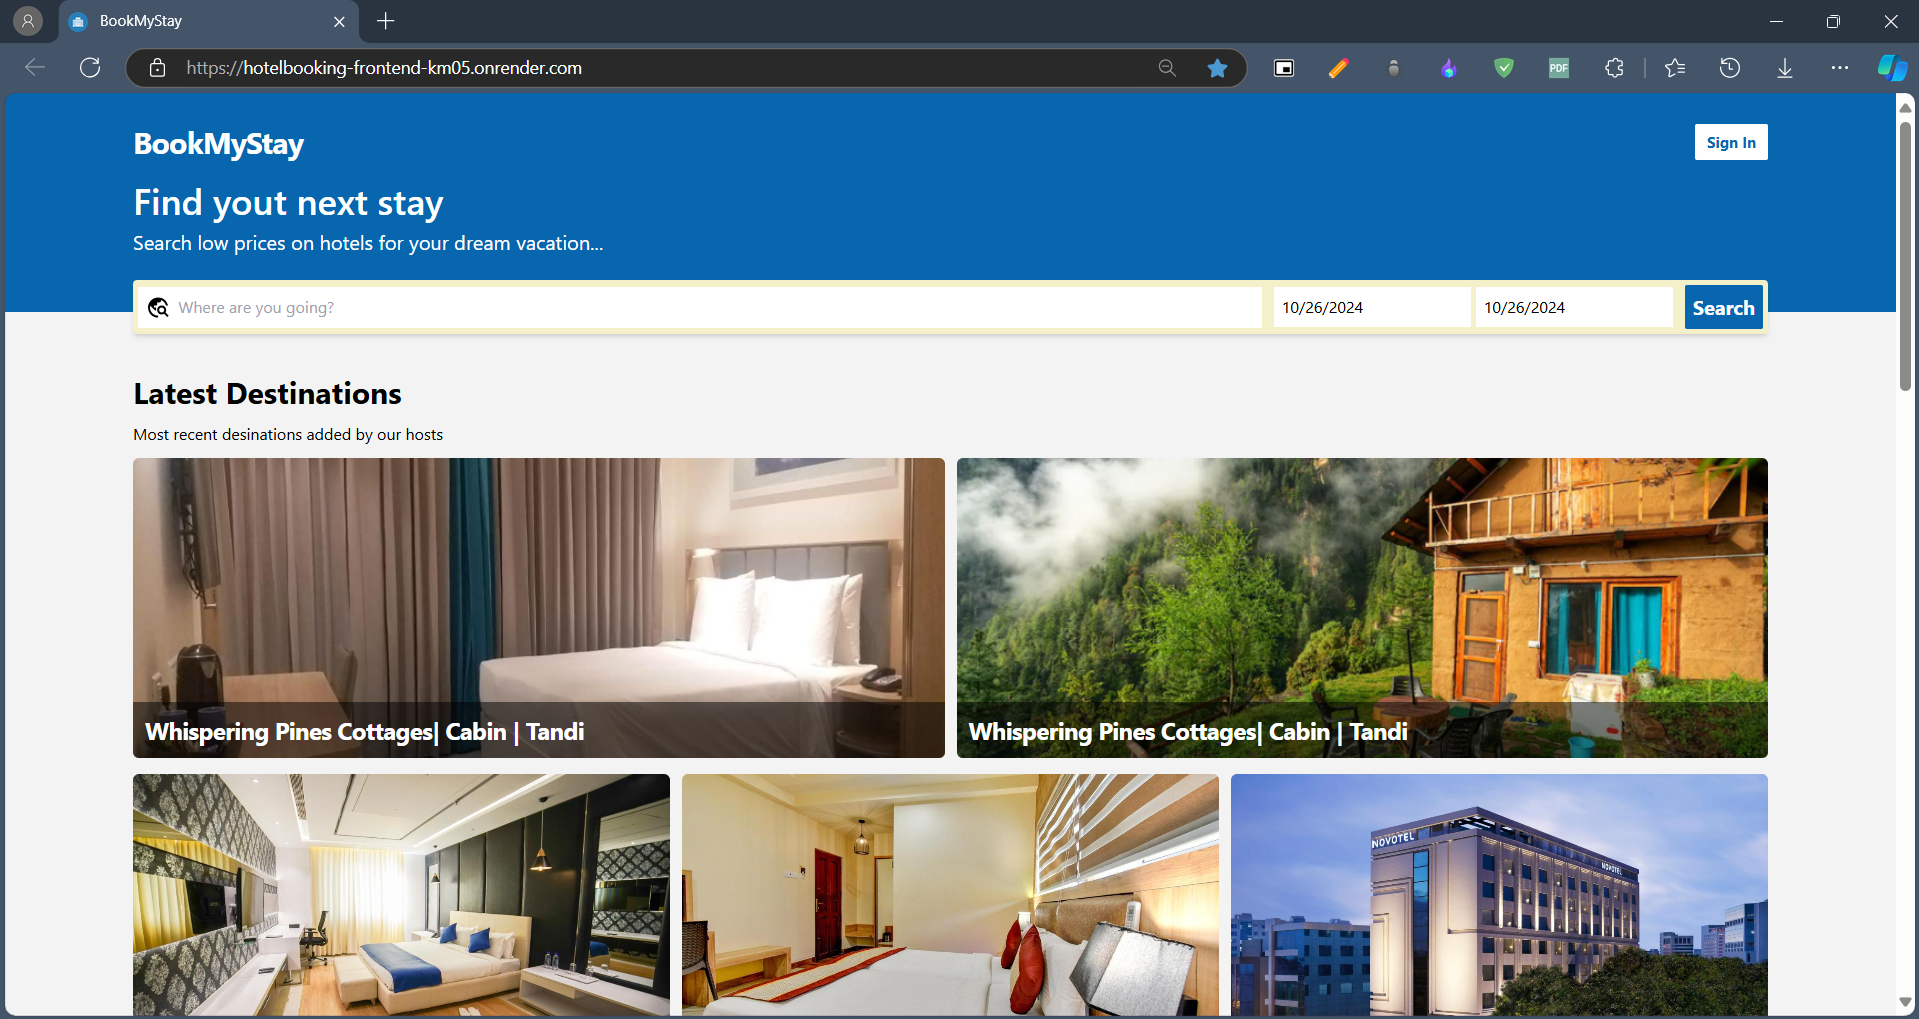 BookMyStay
https://hotelbooking-frontend-km05.onrender.com
PDF
BookMyStay
Sign In
Find yout next stay
Search low prices on hotels for your dream vacation...
Where are you going?
10/26/2024
10/26/2024
Search
Latest Destinations
Most recent desinations added by our hosts
Whispering Pines Cottages| Cabin | Tandi
Whispering Pines Cottages| Cabin | Tandi
NOVOTEL
NOVOTEL